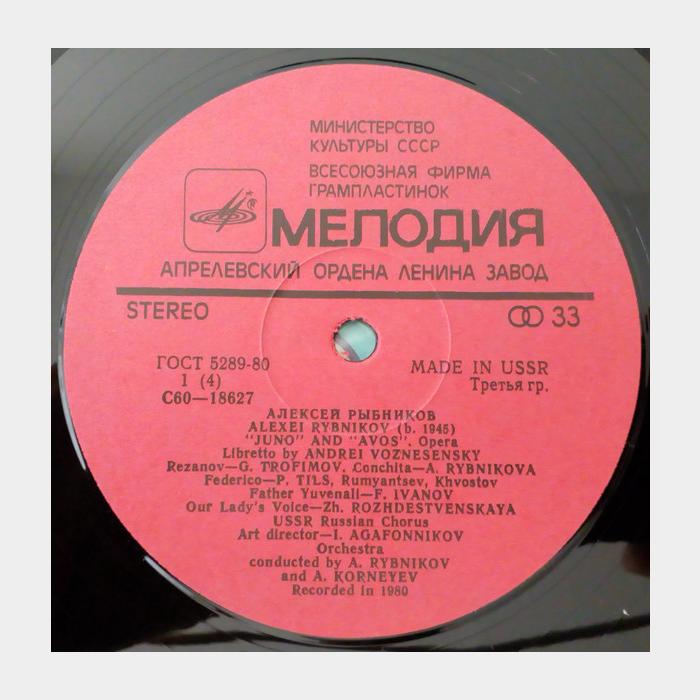 МИНИСТЕРСТВО
КУЛЬТУРЫ СССР
ВСЕСОЮЗНАЯ ФИРМА
ГРАМПЛАСТИНОК
МЕЛОДИЯ
АПРЕЛЕВСКИЙ ОРДЕНА ЛЕНИНА ЗАВОД
STEREO 33
ГОСТ 5289-80 MADE IN USSR
1 (4) Третья гр.
С60—18627
АЛЕКСЕЙ РЫБНИКОВ
ALEXEI RYBNIKOV (b. 1945)
"JUNO" AND "AVOS". Opera
Libretto by ANDREI VOZNESENSKY
Rezanov—G. TROFIMOV. Conchita—A. RYBNIKOVA
Federico—P. TILS, Rumyantsev, Khvostov
Father Yuvenali—F. IVANOV
Our Lady's Voice—Zh. ROZHDESTVENSKAYA
USSR Russian Chorus
Art director—I. AGAFONNIKOV
Orchestra
conducted by A. RYBNIKOV
and A. KORNEYEV
Recorded in 1980